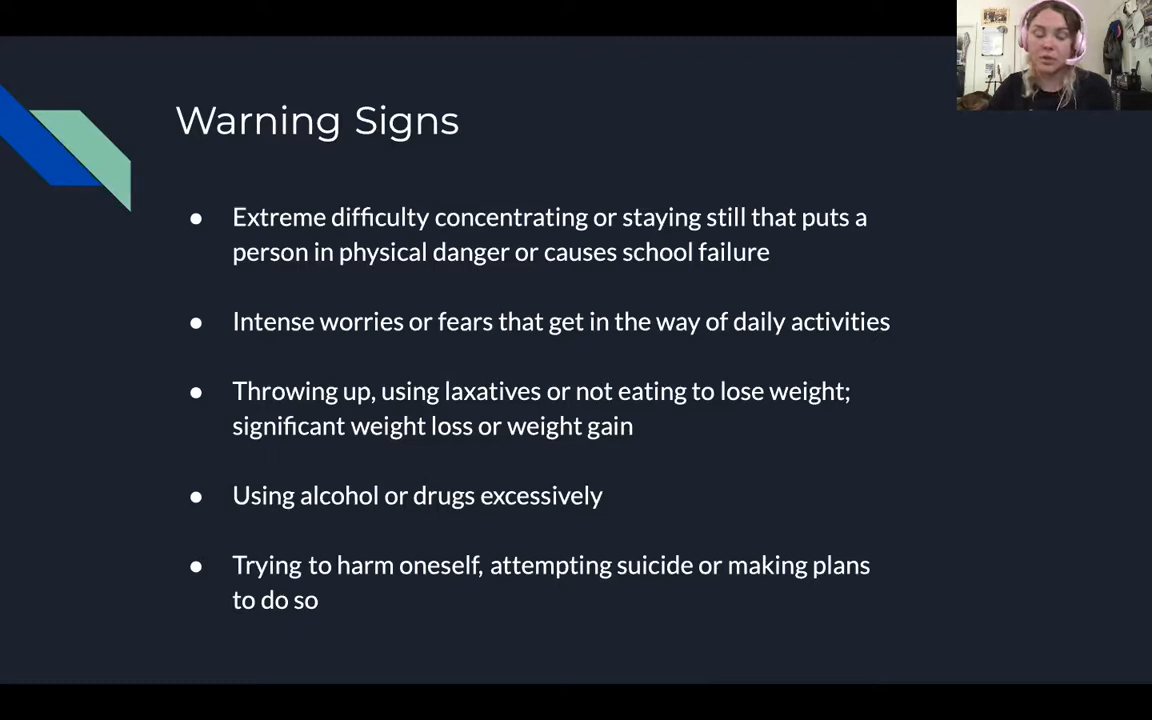 Warning Signs
● Extreme difficulty concentrating or staying still that puts a
person in physical danger or causes school failure
● Intense worries or fears that get in the way of daily activities
● Throwing up, using laxatives or not eating to lose weight;
significant weight loss or weight gain
● Using alcohol or drugs excessively
● Trying to harm oneself, attempting suicide or making plans
to do so